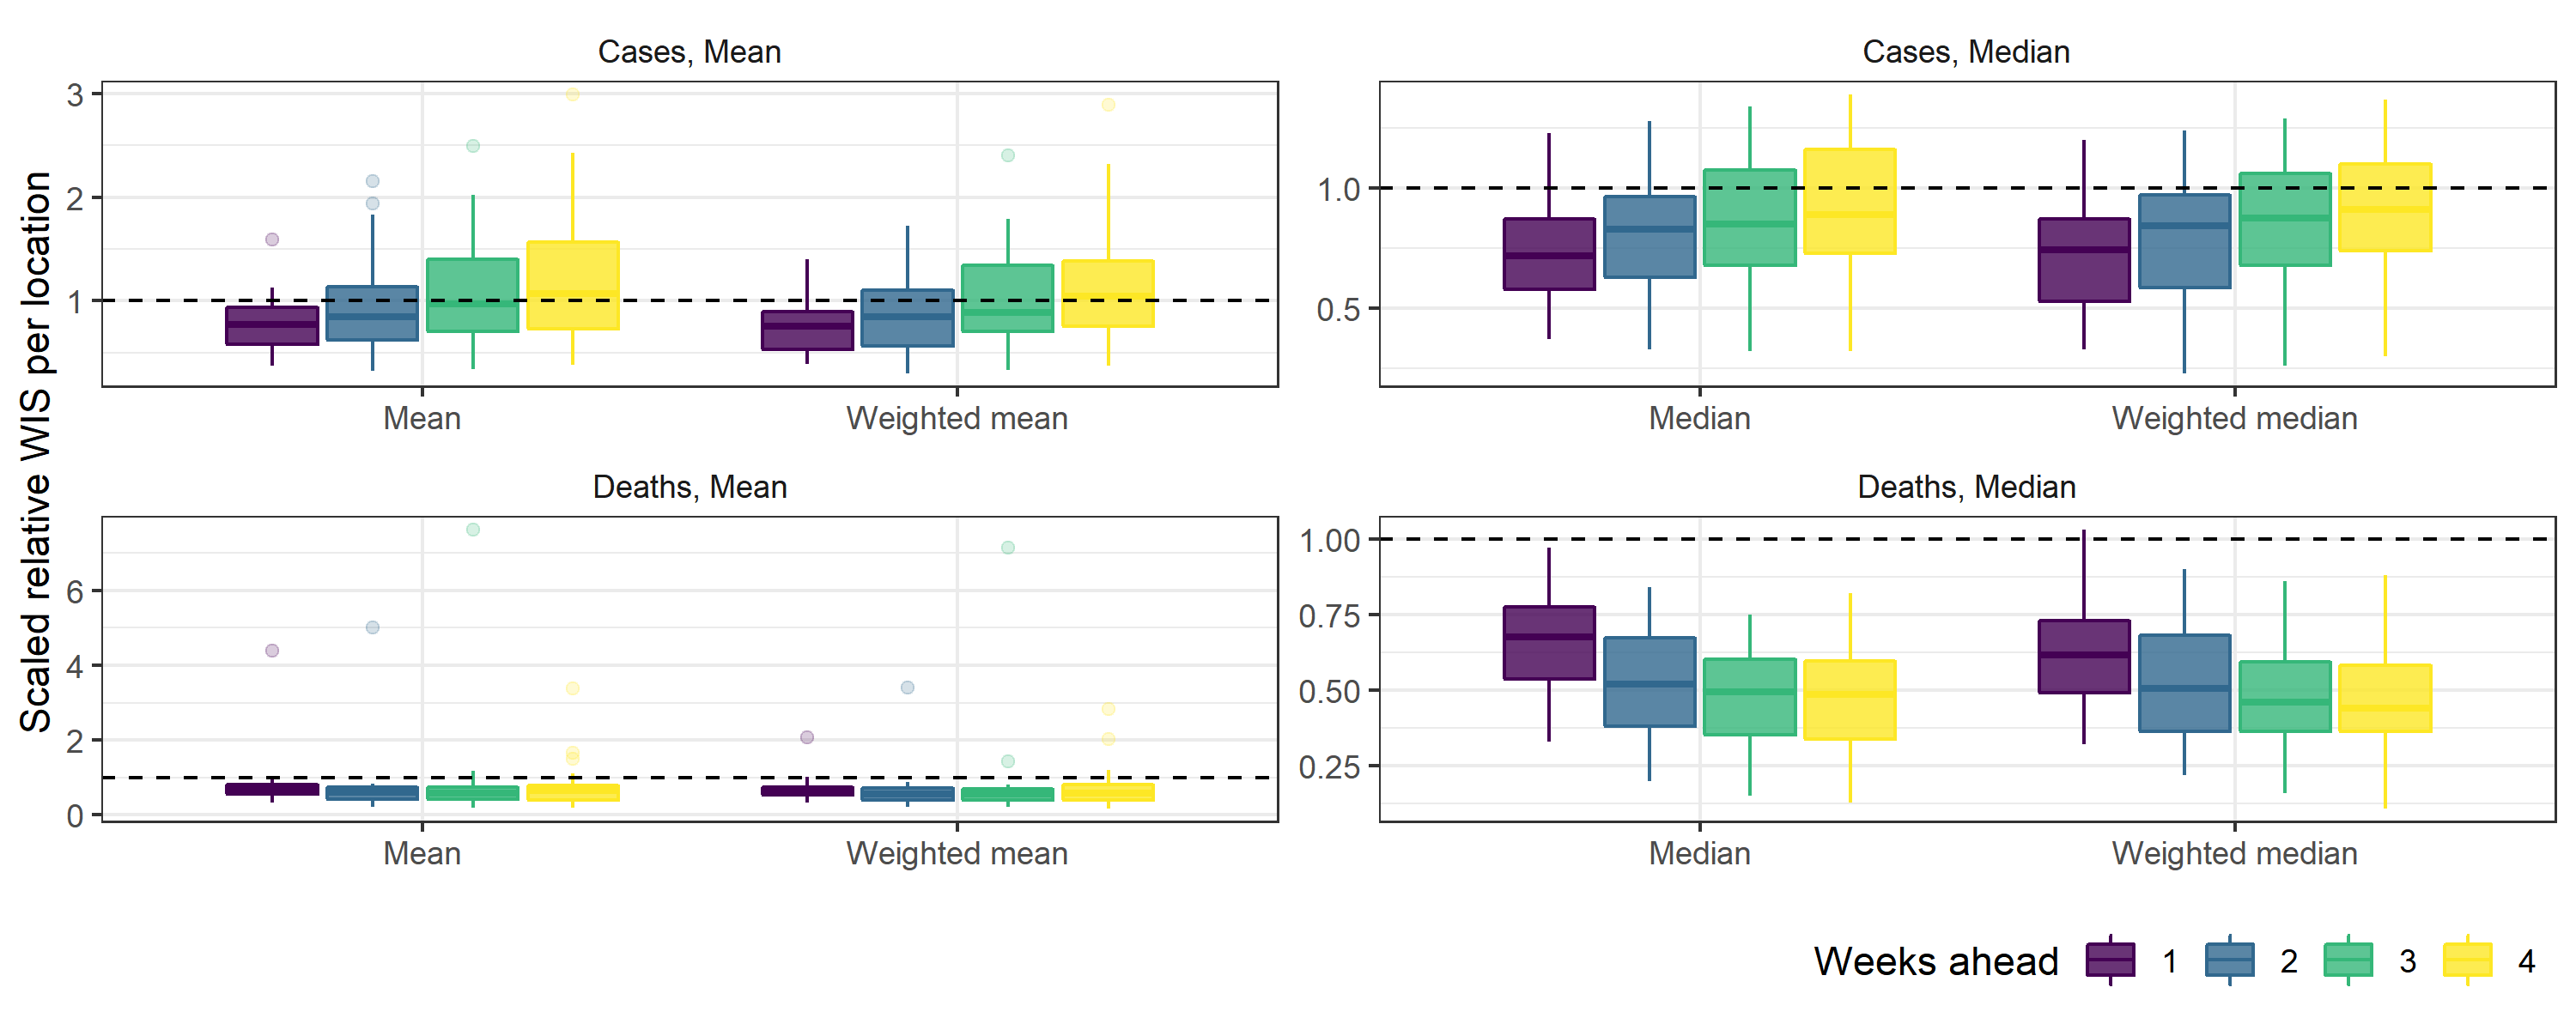 Scaled relative WIS per location
Cases, Mean
3
2
1
Mean
Weighted mean
Cases, Median
1.0
0.5
Median
Weighted median
Deaths, Mean
6
4
2
0
Mean
Weighted mean
Deaths, Median
1.00
0.75
0.50
0.25
Median
Weighted median
Weeks ahead 1 2 3 4